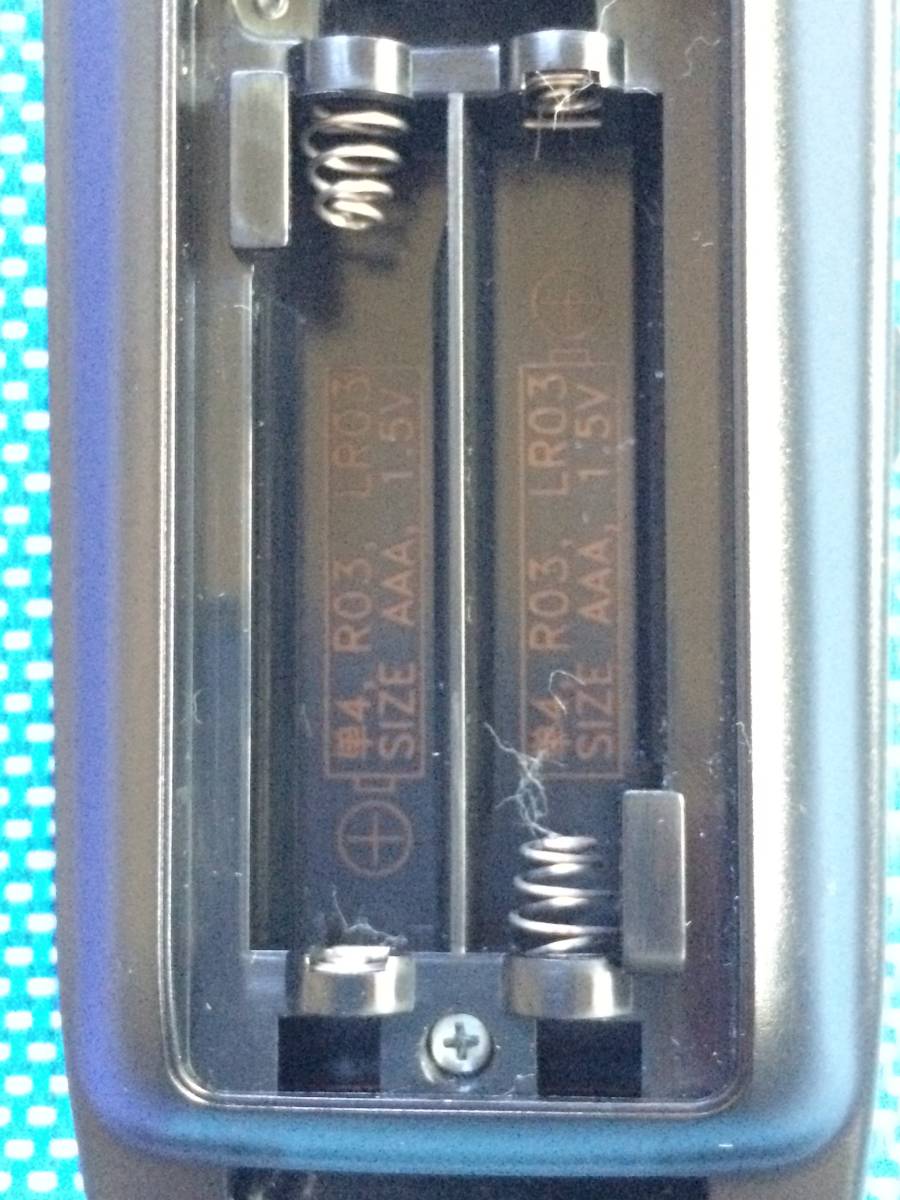 単4, R03, LR03
SIZE AAA, 1.5V
単4, R03, LR03
SIZE AAA, 1.5V